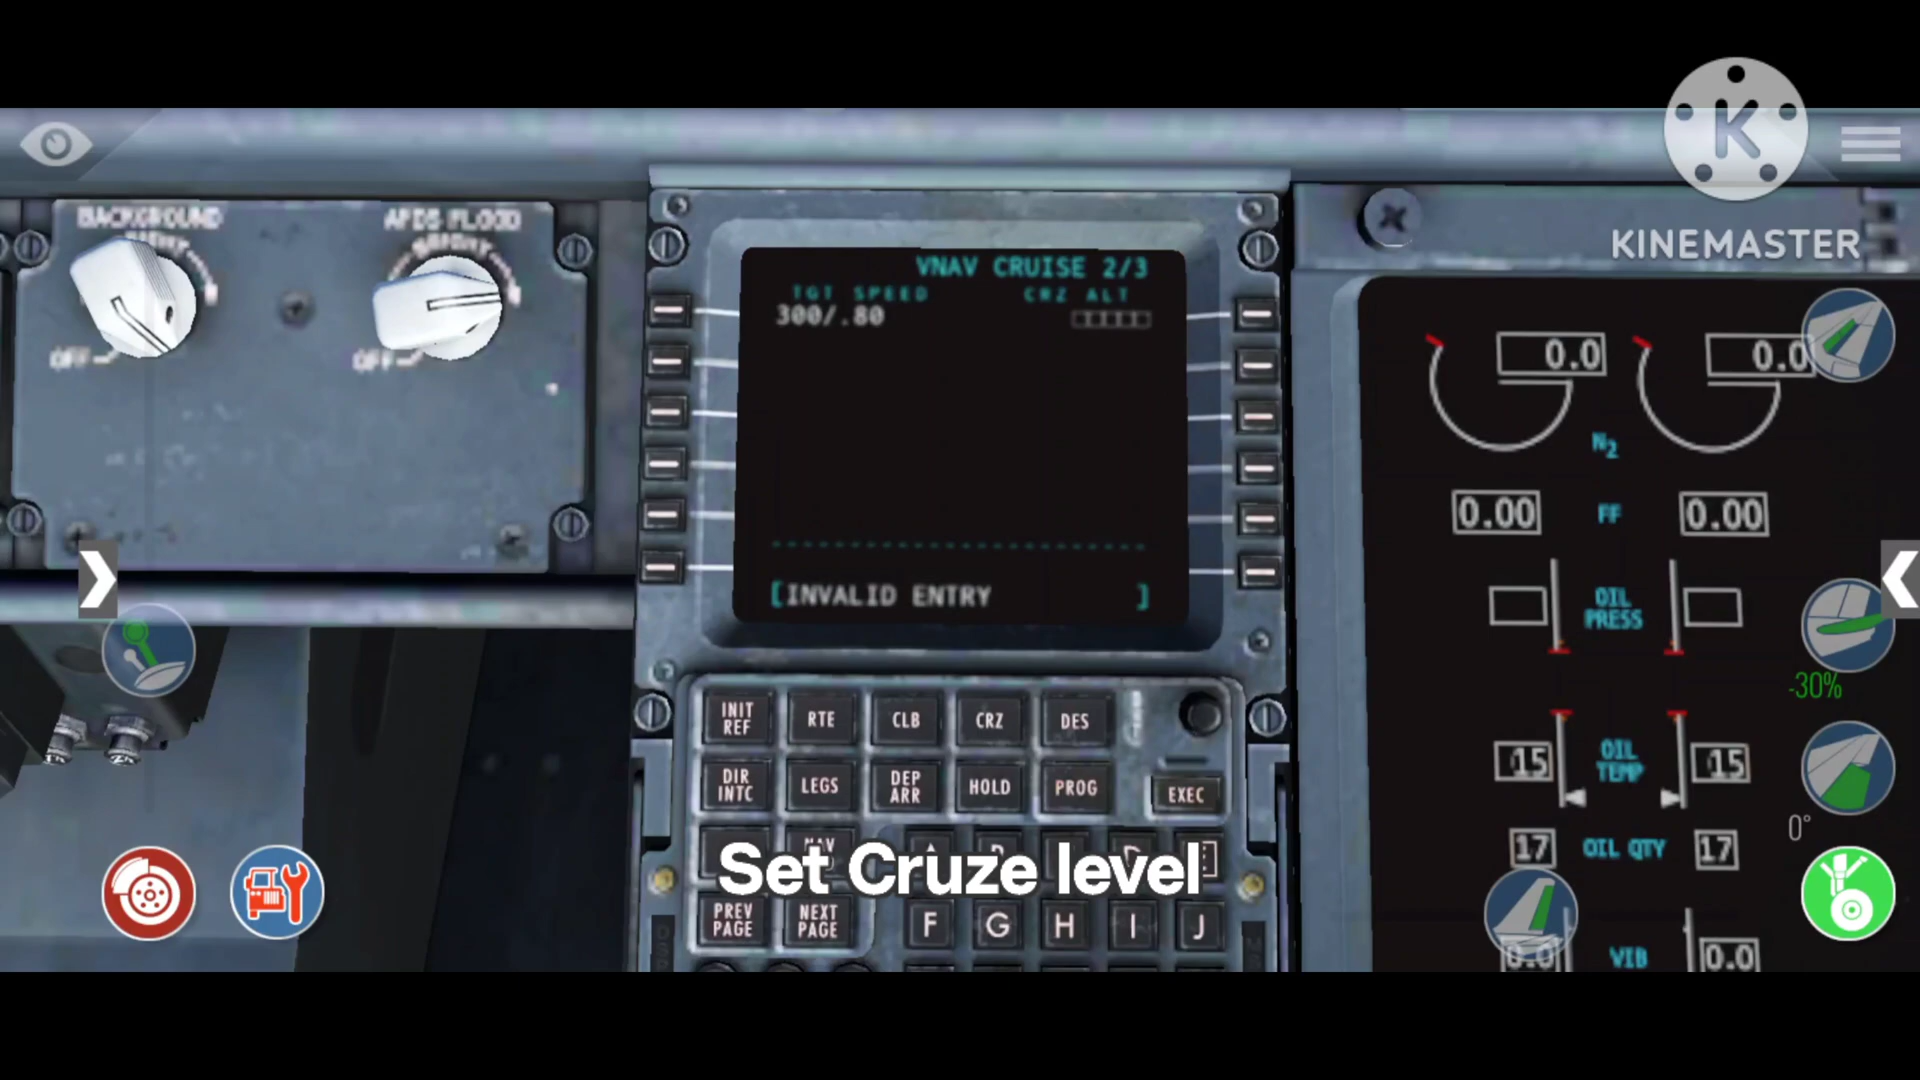 BACKGROUND
AFDS FLOOD
BRIGHT
OFF
OFF
VNAV CRUISE 2/3
TGT SPEED CRZ ALT
300/.80
[INVALID ENTRY ]
INIT REF RTE CLB CRZ DES
DIR INTC LEGS DEP ARR HOLD PROG EXEC
Set Cruze level
PREV PAGE NEXT PAGE F G H I J
K
KINEMASTER
0.0 0.0
N2
0.00 FF 0.00
OIL PRESS
-30%
15 OIL TEMP 15
0°
17 OIL QTY 17
0.0 VIB 0.0